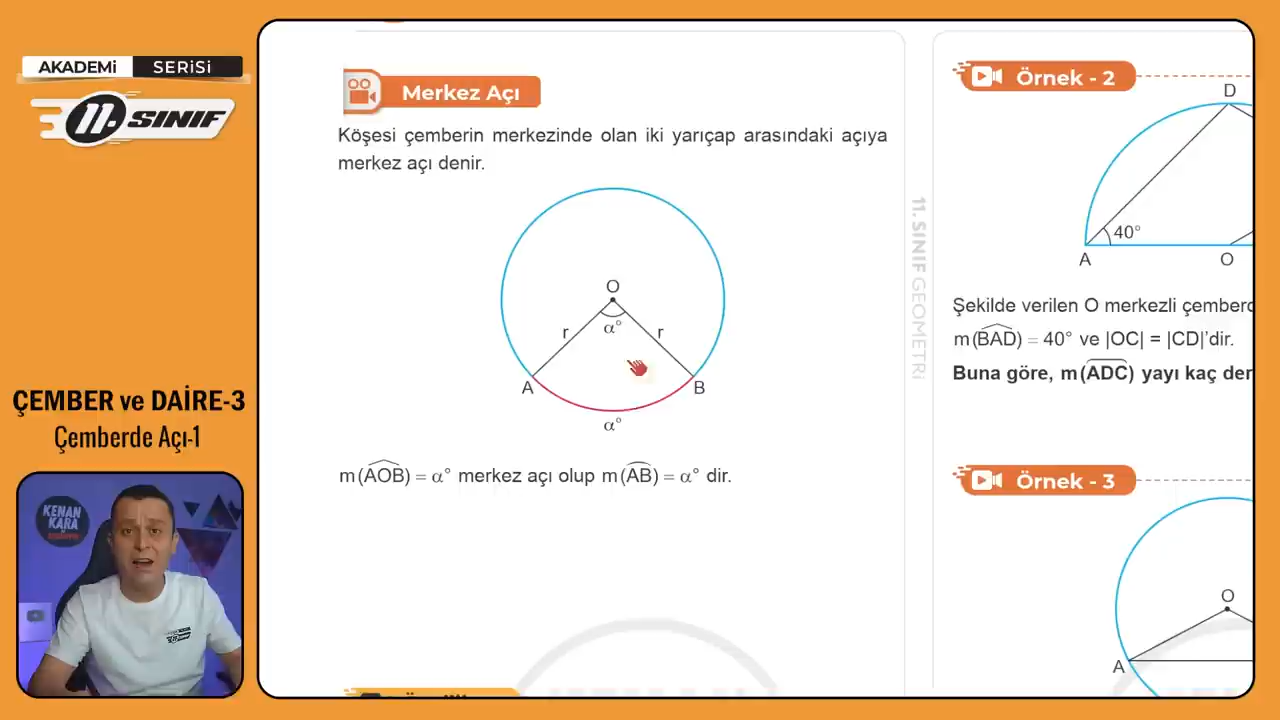 AKADEMİ SERİSİ
11. SINIF
ÇEMBER ve DAİRE-3
Çemberde Açı-1
KENAN
KARA
Merkez Açı
Köşesi çemberin merkezinde olan iki yarıçap arasındaki açıya
merkez açı denir.
O
α°
r r
A B
α°
m(AOB) = α° merkez açı olup m(AB) = α° dir.
11. SINIF GEOMETRİ
Örnek - 2
D
40°
A O
Şekilde verilen O merkezli çemberd
m(BAD) = 40° ve |OC| = |CD|'dir.
Buna göre, m(ADC) yayı kaç der
Örnek - 3
O
A